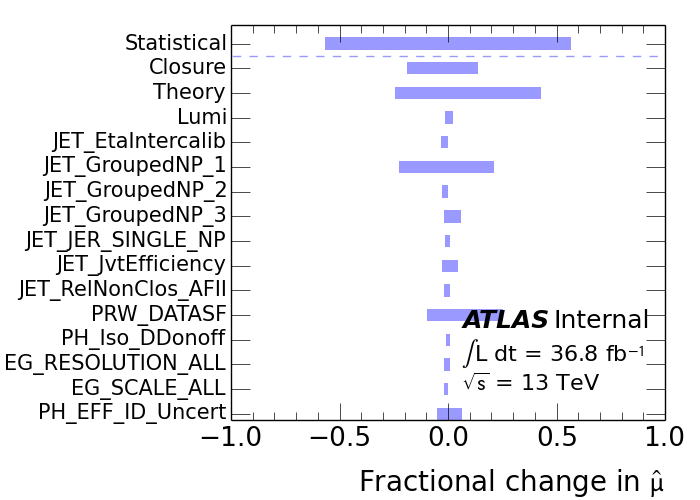 Statistical
Closure
Theory
Lumi
JET_EtaIntercalib
JET_GroupedNP_1
JET_GroupedNP_2
JET_GroupedNP_3
JET_JER_SINGLE_NP
JET_JvtEfficiency
JET_RelNonClos_AFII
PRW_DATASF
PH_Iso_DDonoff
EG_RESOLUTION_ALL
EG_SCALE_ALL
PH_EFF_ID_Uncert
ATLAS Internal
∫L dt = 36.8 fb⁻¹
√s = 13 TeV
−1.0 −0.5 0.0 0.5 1.0
Fractional change in μ̂